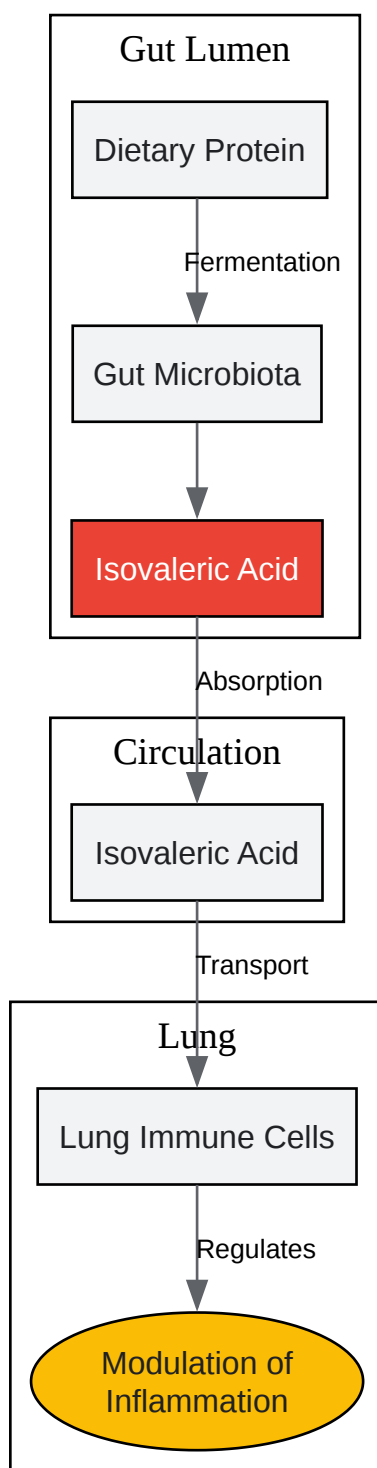 Gut Lumen
Dietary Protein
Fermentation
Gut Microbiota
Isovaleric Acid
Absorption
Circulation
Isovaleric Acid
Transport
Lung
Lung Immune Cells
Regulates
Modulation of
Inflammation